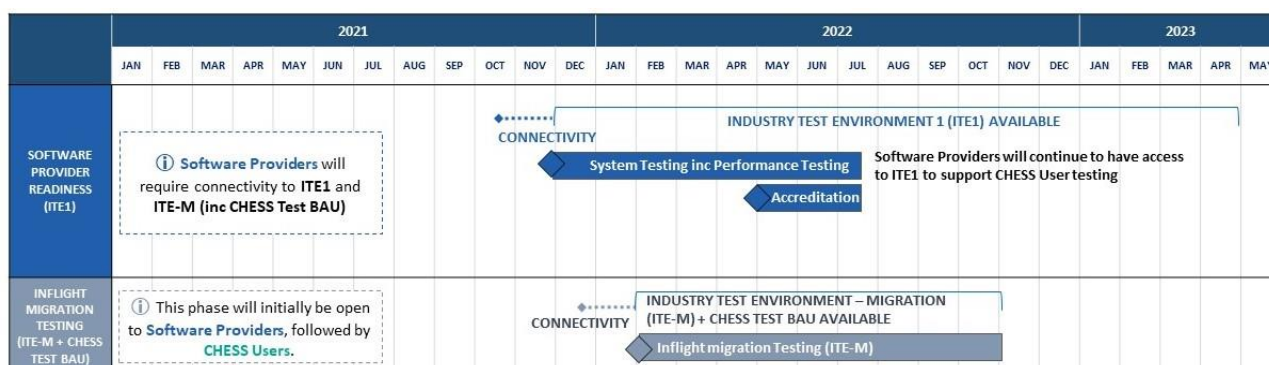 2021
2022
2023
JAN FEB MAR APR MAY JUN JUL AUG SEP OCT NOV DEC JAN FEB MAR APR MAY JUN JUL AUG SEP OCT NOV DEC JAN FEB MAR APR MAY
SOFTWARE
PROVIDER
READINESS
(ITE1)
ⓘ Software Providers will
require connectivity to ITE1 and
ITE-M (inc CHESS Test BAU)
CONNECTIVITY
INDUSTRY TEST ENVIRONMENT 1 (ITE1) AVAILABLE
System Testing inc Performance Testing
Accreditation
Software Providers will continue to have access
to ITE1 to support CHESS User testing
INFLIGHT
MIGRATION
TESTING
(ITE-M + CHESS
TEST BAU)
ⓘ This phase will initially be open
to Software Providers, followed by
CHESS Users.
CONNECTIVITY
INDUSTRY TEST ENVIRONMENT – MIGRATION
(ITE-M) + CHESS TEST BAU AVAILABLE
Inflight migration Testing (ITE-M)